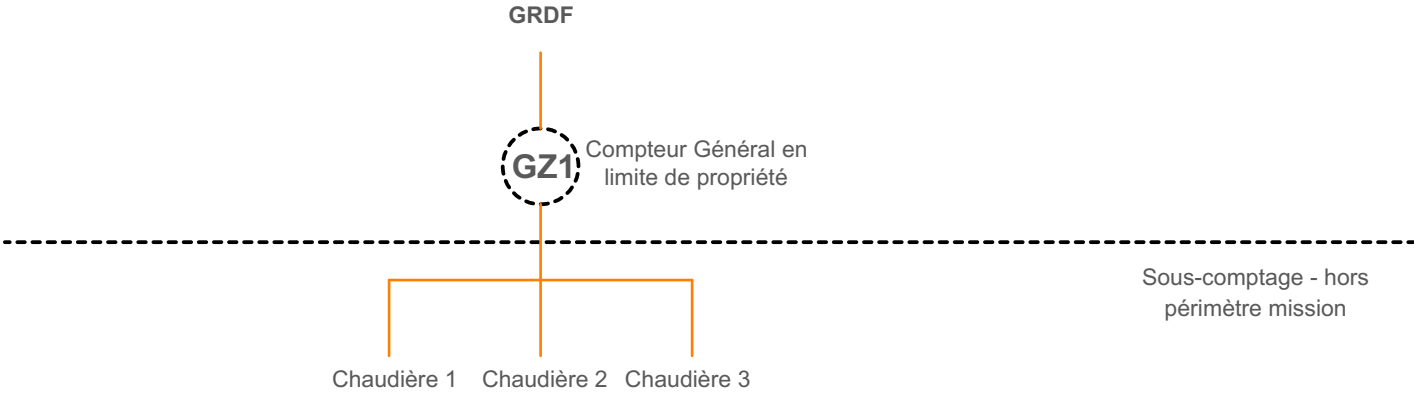 GRDF
GZ1
Compteur Général en
limite de propriété
Sous-comptage - hors
périmètre mission
Chaudière 1
Chaudière 2
Chaudière 3